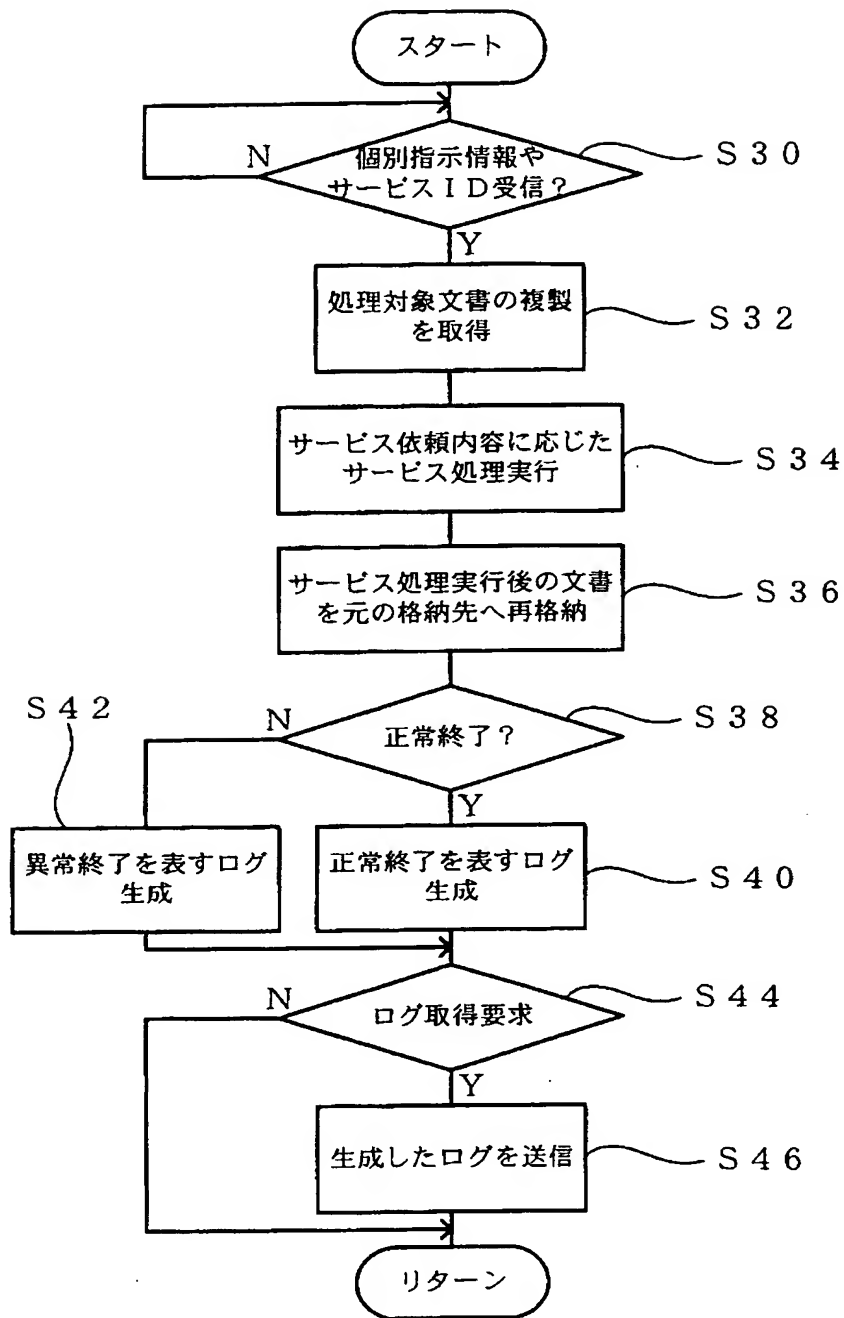 スタート
N
個別指示情報や
サービスID受信?
S30
Y
処理対象文書の複製
を取得
S32
サービス依頼内容に応じた
サービス処理実行
S34
サービス処理実行後の文書
を元の格納先へ再格納
S36
S42
N
正常終了?
S38
Y
異常終了を表すログ
生成
正常終了を表すログ
生成
S40
N
ログ取得要求
S44
Y
生成したログを送信
S46
リターン